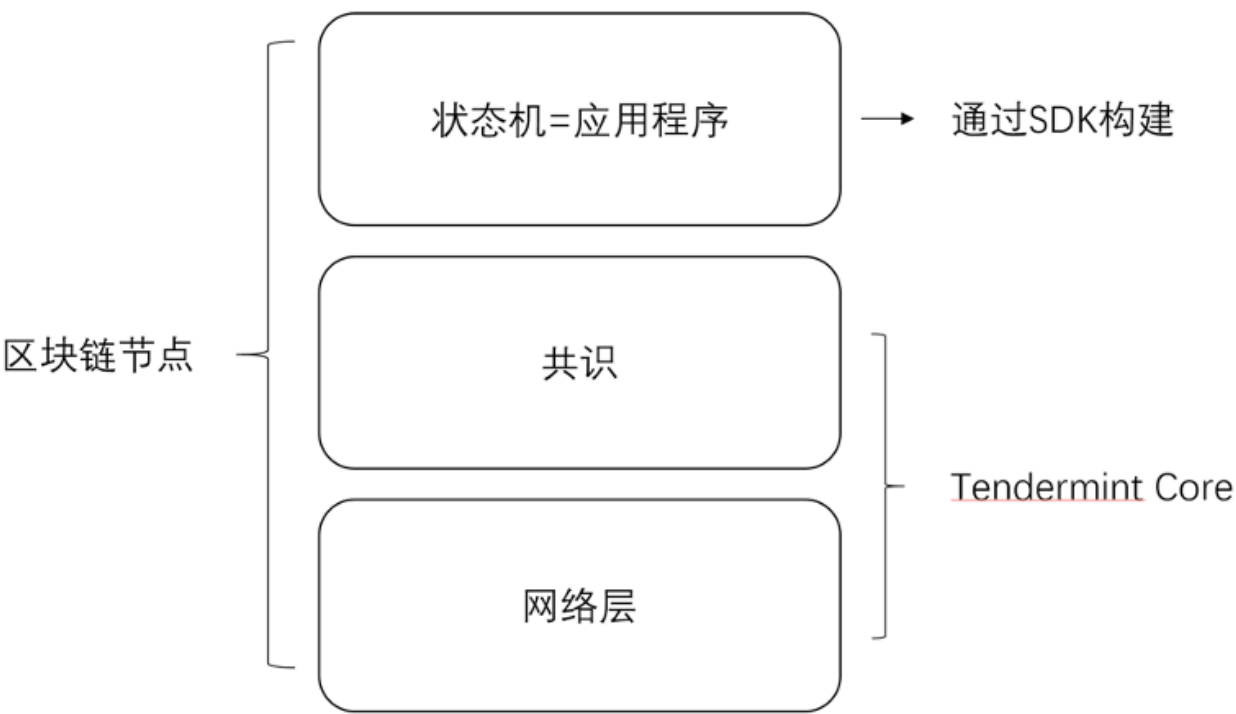 状态机=应用程序
通过SDK构建
区块链节点
共识
Tendermint Core
网络层